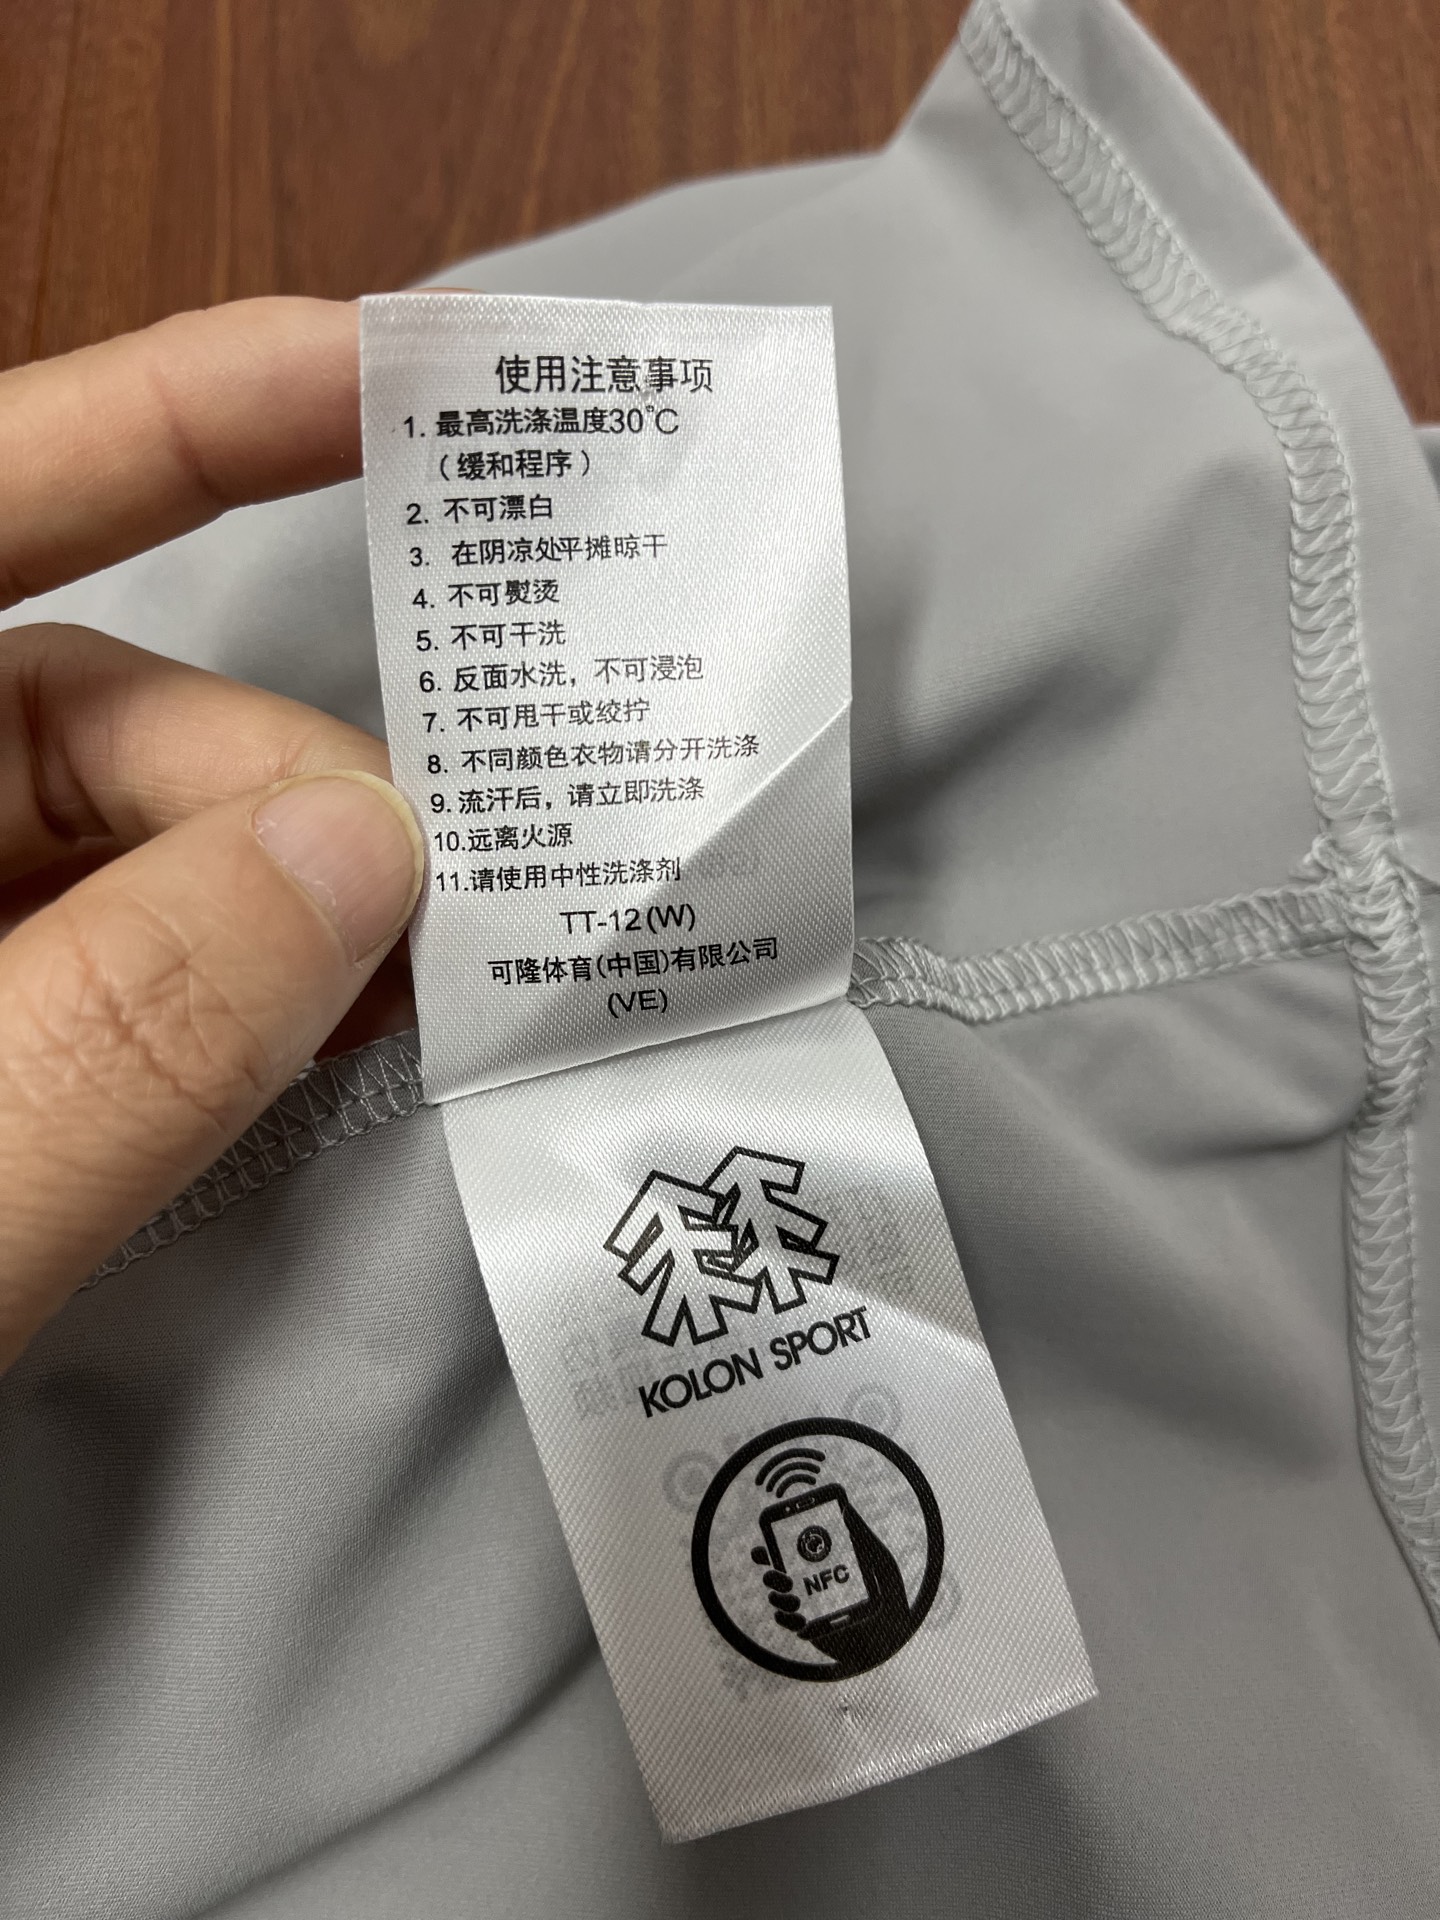 使用注意事项
1. 最高洗涤温度30℃
(缓和程序)
2. 不可漂白
3. 在阴凉处平摊晾干
4. 不可熨烫
5. 不可干洗
6. 反面水洗，不可浸泡
7. 不可甩干或绞拧
8. 不同颜色衣物请分开洗涤
9. 流汗后，请立即洗涤
10.远离火源
11.请使用中性洗涤剂
TT-12(W)
可隆体育(中国)有限公司
(VE)
KOLON SPORT
NFC